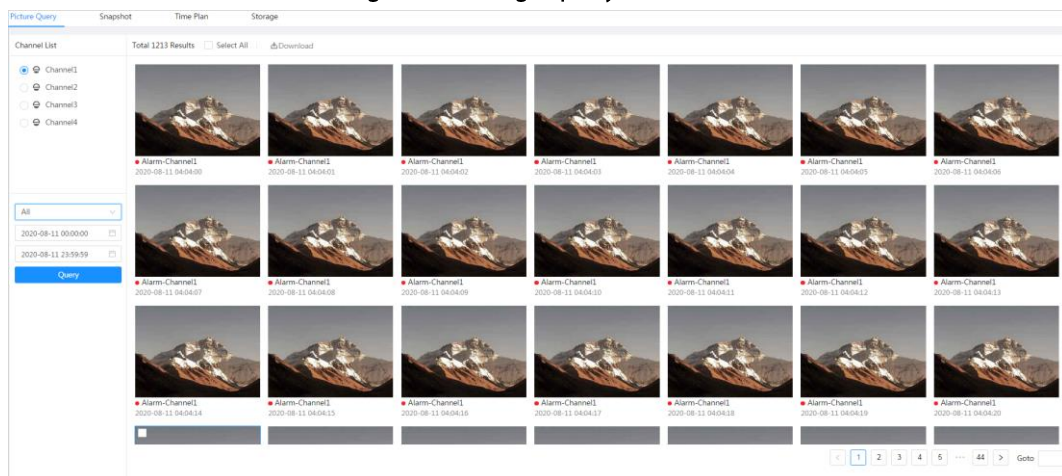 Picture Query Snapshot Time Plan Storage
Channel List
Total 1213 Results Select All Download
Channel1
Channel2
Channel3
Channel4
Alarm-Channel1 Alarm-Channel1 Alarm-Channel1 Alarm-Channel1 Alarm-Channel1 Alarm-Channel1 Alarm-Channel1
2020-08-11 04:04:00 2020-08-11 04:04:01 2020-08-11 04:04:02 2020-08-11 04:04:03 2020-08-11 04:04:04 2020-08-11 04:04:05 2020-08-11 04:04:06
All
2020-08-11 00:00:00
2020-08-11 23:59:59
Query
Alarm-Channel1 Alarm-Channel1 Alarm-Channel1 Alarm-Channel1 Alarm-Channel1 Alarm-Channel1 Alarm-Channel1
2020-08-11 04:04:07 2020-08-11 04:04:08 2020-08-11 04:04:09 2020-08-11 04:04:10 2020-08-11 04:04:11 2020-08-11 04:04:12 2020-08-11 04:04:13
Alarm-Channel1 Alarm-Channel1 Alarm-Channel1 Alarm-Channel1 Alarm-Channel1 Alarm-Channel1 Alarm-Channel1
2020-08-11 04:04:14 2020-08-11 04:04:15 2020-08-11 04:04:16 2020-08-11 04:04:17 2020-08-11 04:04:18 2020-08-11 04:04:19 2020-08-11 04:04:20
< 1 2 3 4 5 ··· 44 > Goto